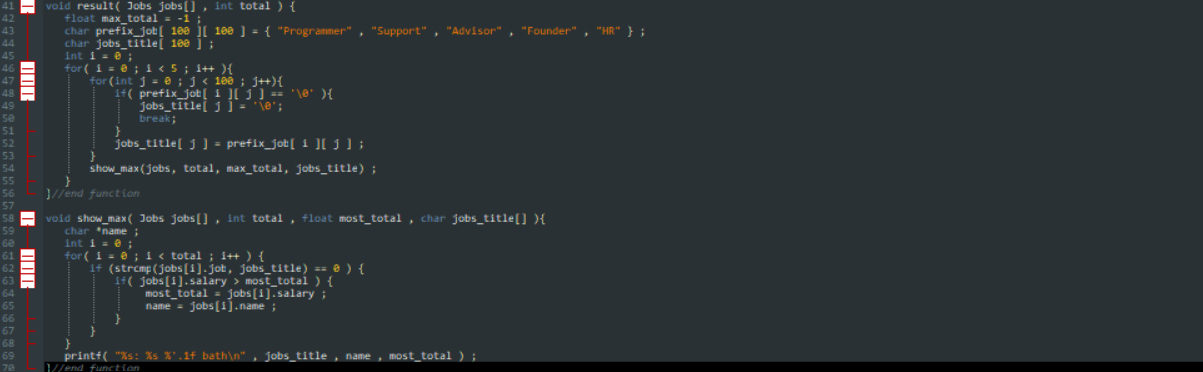 41 void result( Jobs jobs[] , int total ) {
42 float max_total = -1 ;
43 char prefix_job[ 100 ][ 100 ] = { "Programmer" , "Support" , "Advisor" , "Founder" , "HR" } ;
44 char jobs_title[ 100 ] ;
45 int i = 0 ;
46 for( i = 0 ; i < 5 ; i++ ){
47 for(int j = 0 ; j < 100 ; j++){
48 if( prefix_job[ i ][ j ] == '\0' ){
49 jobs_title[ j ] = '\0';
50 break;
51 }
52 jobs_title[ j ] = prefix_job[ i ][ j ] ;
53 }
54 show_max(jobs, total, max_total, jobs_title) ;
55 }
56 }//end function
57
58 void show_max( Jobs jobs[] , int total , float most_total , char jobs_title[] ){
59 char *name ;
60 int i = 0 ;
61 for( i = 0 ; i < total ; i++ ) {
62 if (strcmp(jobs[i].job, jobs_title) == 0 ) {
63 if( jobs[i].salary > most_total ) {
64 most_total = jobs[i].salary ;
65 name = jobs[i].name ;
66 }
67 }
68 }
69 printf( "%s: %s %'.1f bath\n" , jobs_title , name , most_total ) ;
70 }//end function